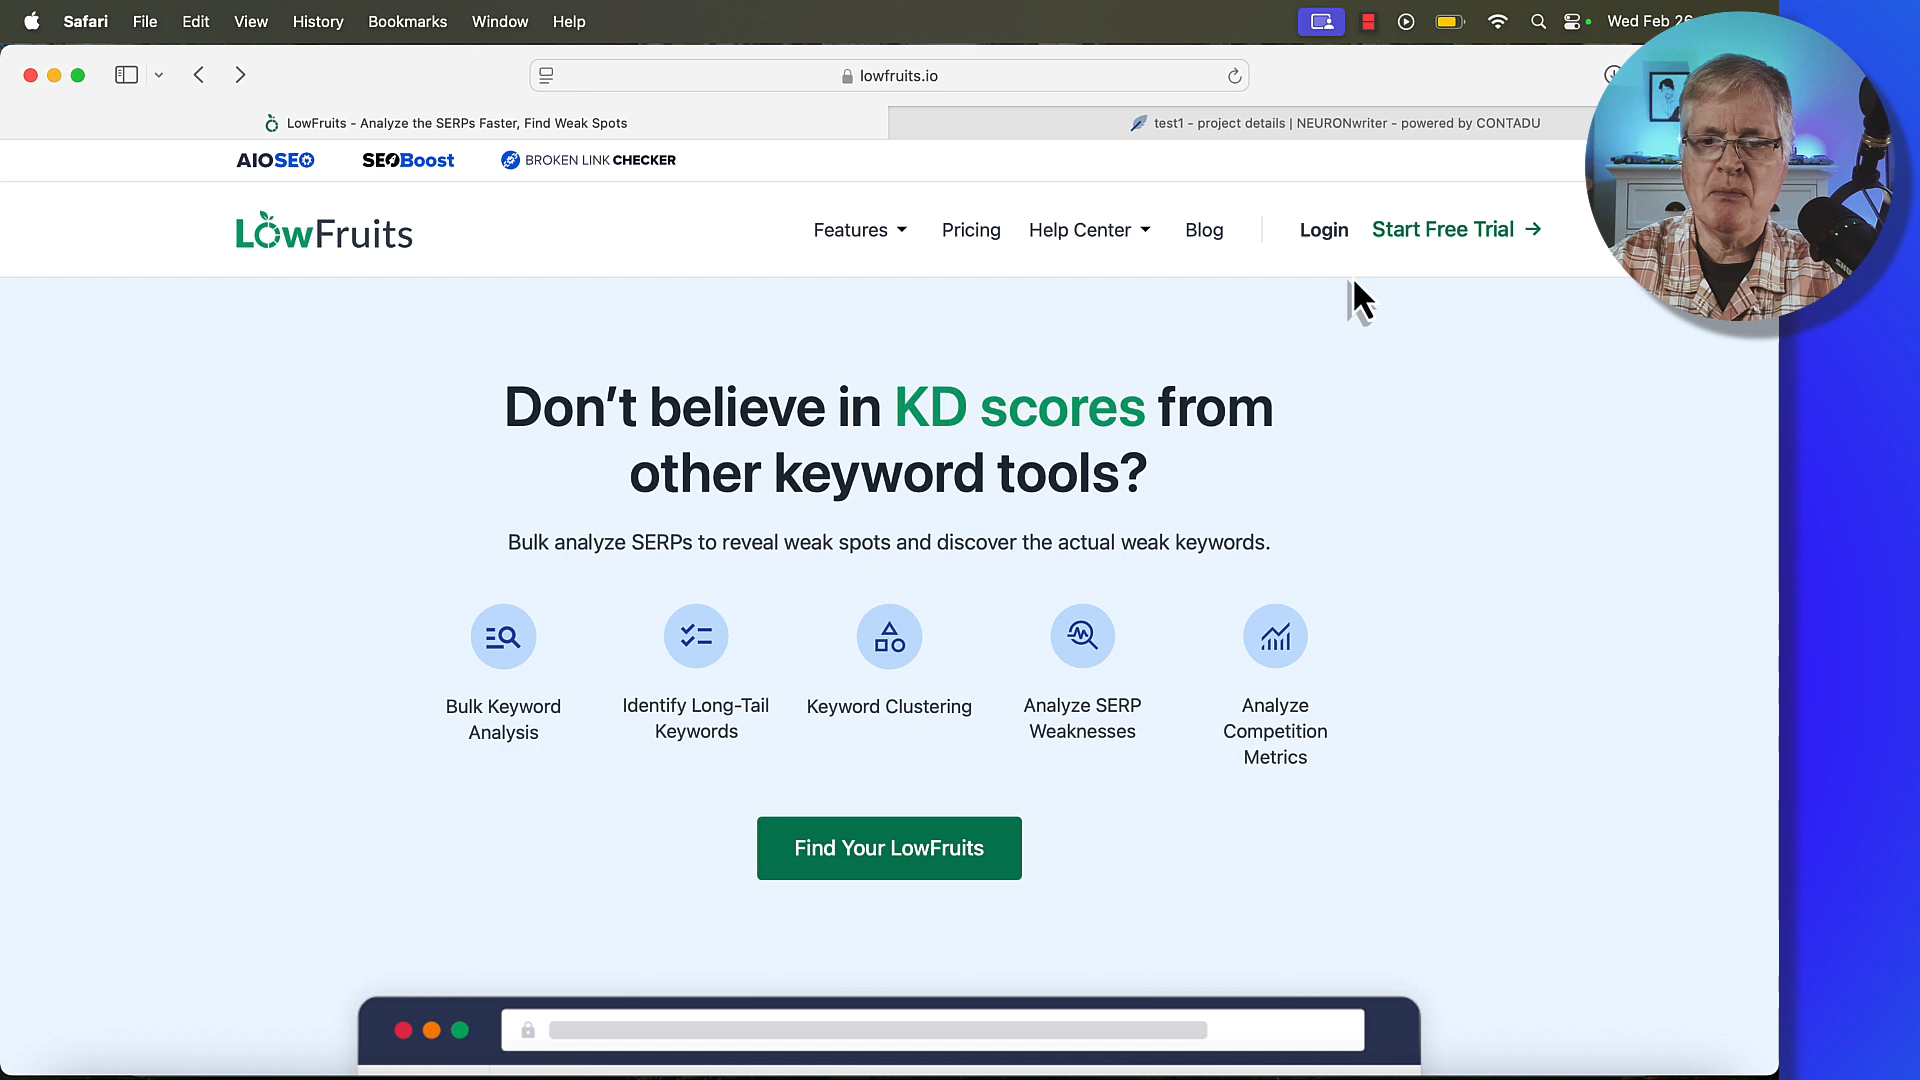 Safari File Edit View History Bookmarks Window Help
Wed Feb 26
lowfruits.io
LowFruits - Analyze the SERPs Faster, Find Weak Spots
test1 - project details | NEURONwriter - powered by CONTADU
AIOSEO SEOBoost BROKEN LINK CHECKER
LowFruits
Features Pricing Help Center Blog Login Start Free Trial →
Don't believe in KD scores from
other keyword tools?
Bulk analyze SERPs to reveal weak spots and discover the actual weak keywords.
Bulk Keyword
Analysis
Identify Long-Tail
Keywords
Keyword Clustering
Analyze SERP
Weaknesses
Analyze
Competition
Metrics
Find Your LowFruits